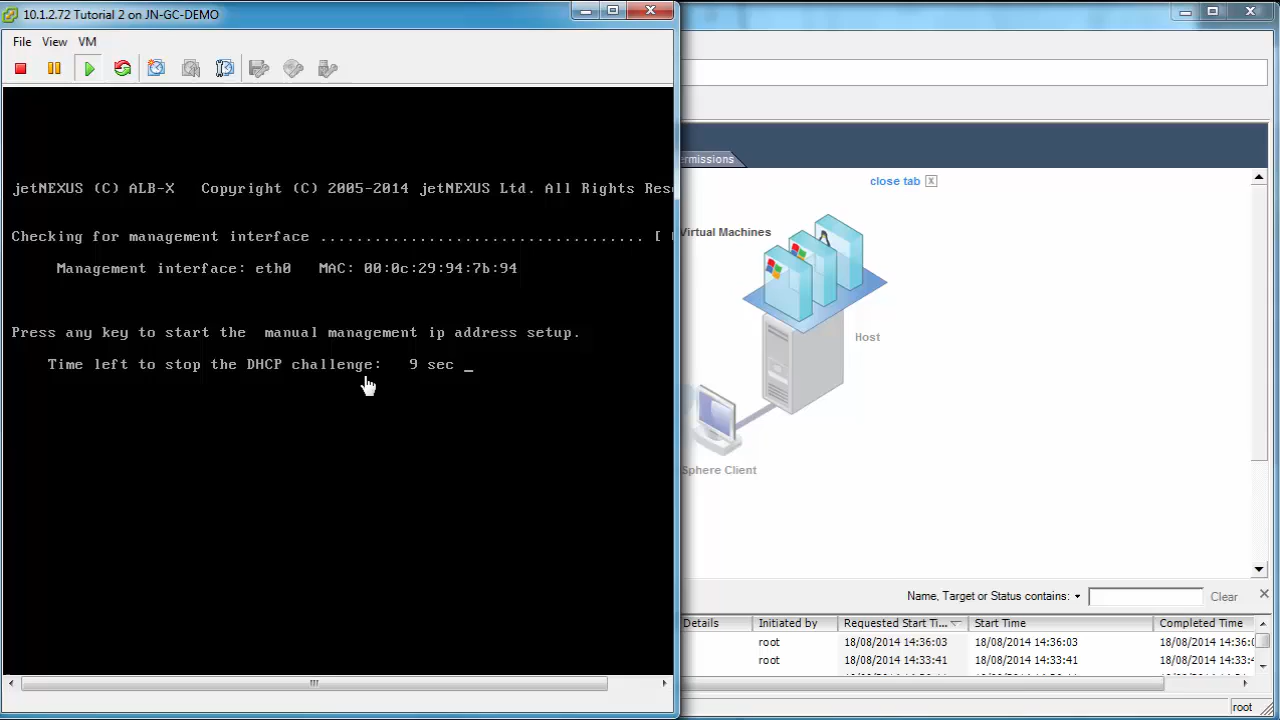 10.1.2.72 Tutorial 2 on JN-GC-DEMO
File View VM
jetNEXUS (C) ALB-X Copyright (C) 2005-2014 jetNEXUS Ltd. All Rights Res
Checking for management interface .................................... [
Management interface: eth0 MAC: 00:0c:29:94:7b:94
Press any key to start the manual management ip address setup.
Time left to stop the DHCP challenge: 9 sec _
ermissions
close tab
Virtual Machines
Host
Sphere Client
Name, Target or Status contains:
Clear
Details Initiated by Requested Start Ti... Start Time Completed Time
root 18/08/2014 14:36:03 18/08/2014 14:36:03 18/08/2014 14:36:0
root 18/08/2014 14:33:41 18/08/2014 14:33:41 18/08/2014 14:33:4
root